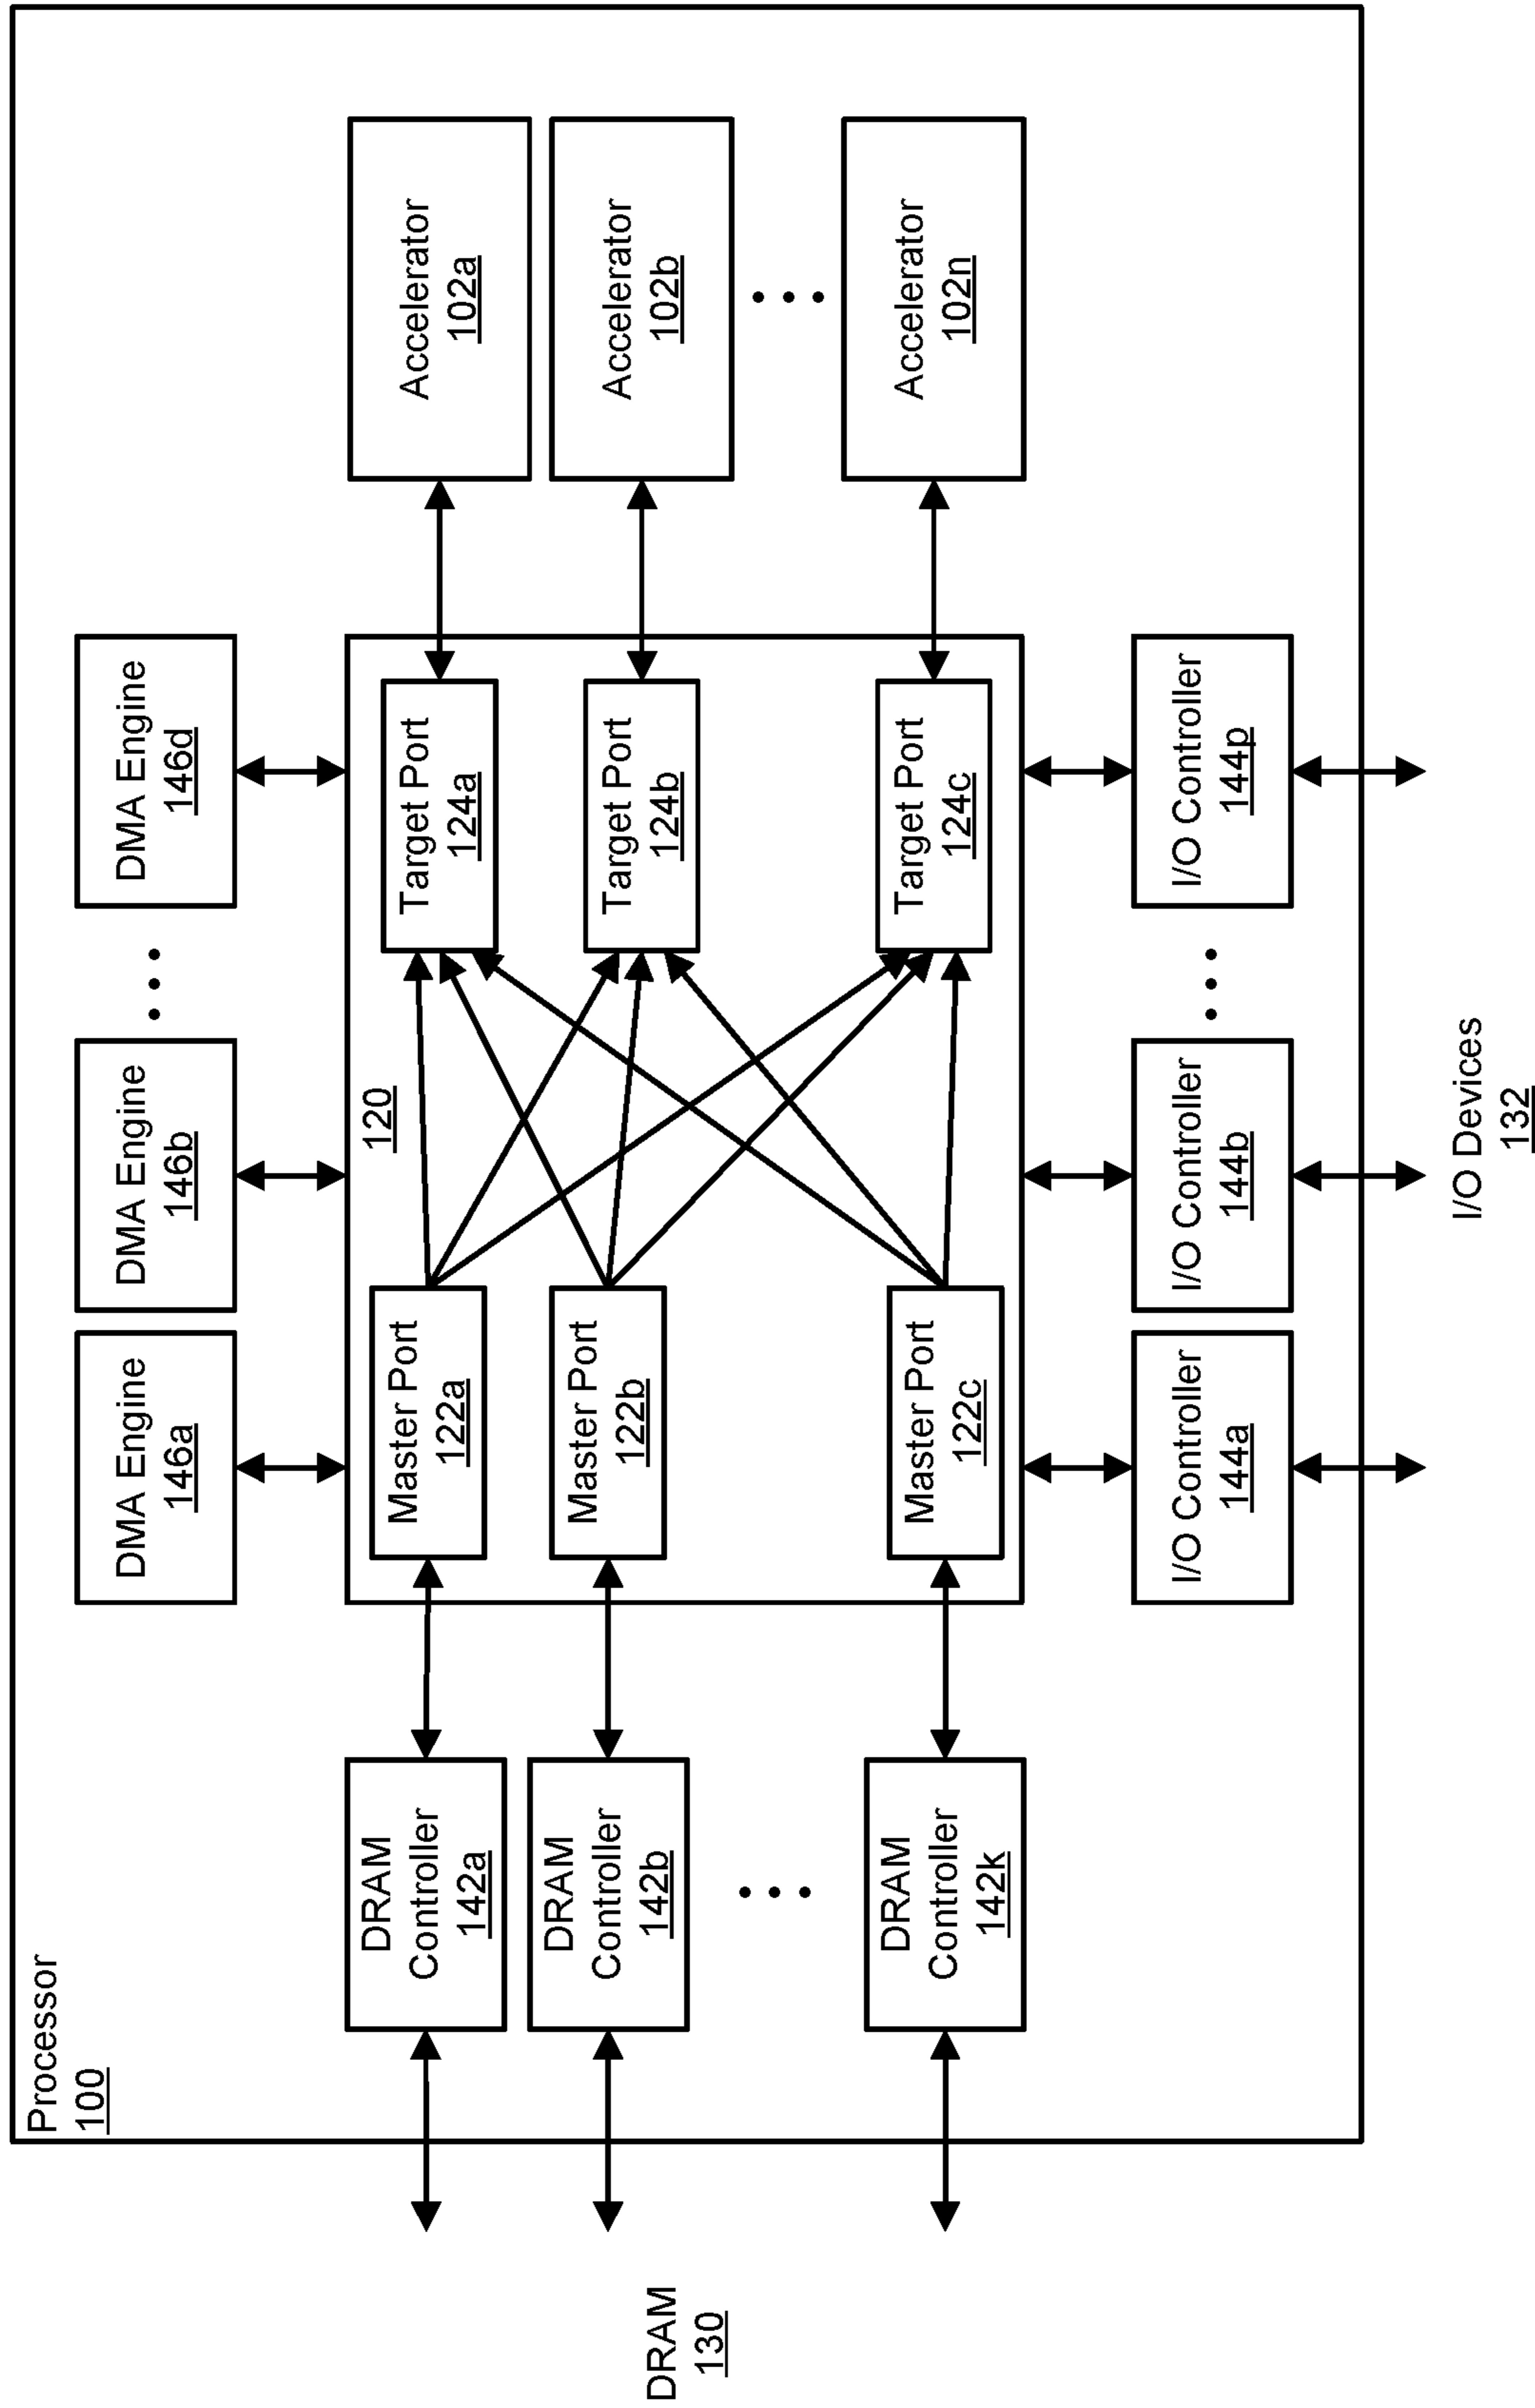 Processor
100
DMA Engine
146a
DMA Engine
146b
DMA Engine
146d
120
DRAM
Controller
142a
Master Port
122a
Target Port
124a
Accelerator
102a
DRAM
130
DRAM
Controller
142b
Master Port
122b
Target Port
124b
Accelerator
102b
DRAM
Controller
142k
Master Port
122c
Target Port
124c
Accelerator
102n
I/O Controller
144a
I/O Controller
144b
I/O Controller
144p
I/O Devices
132